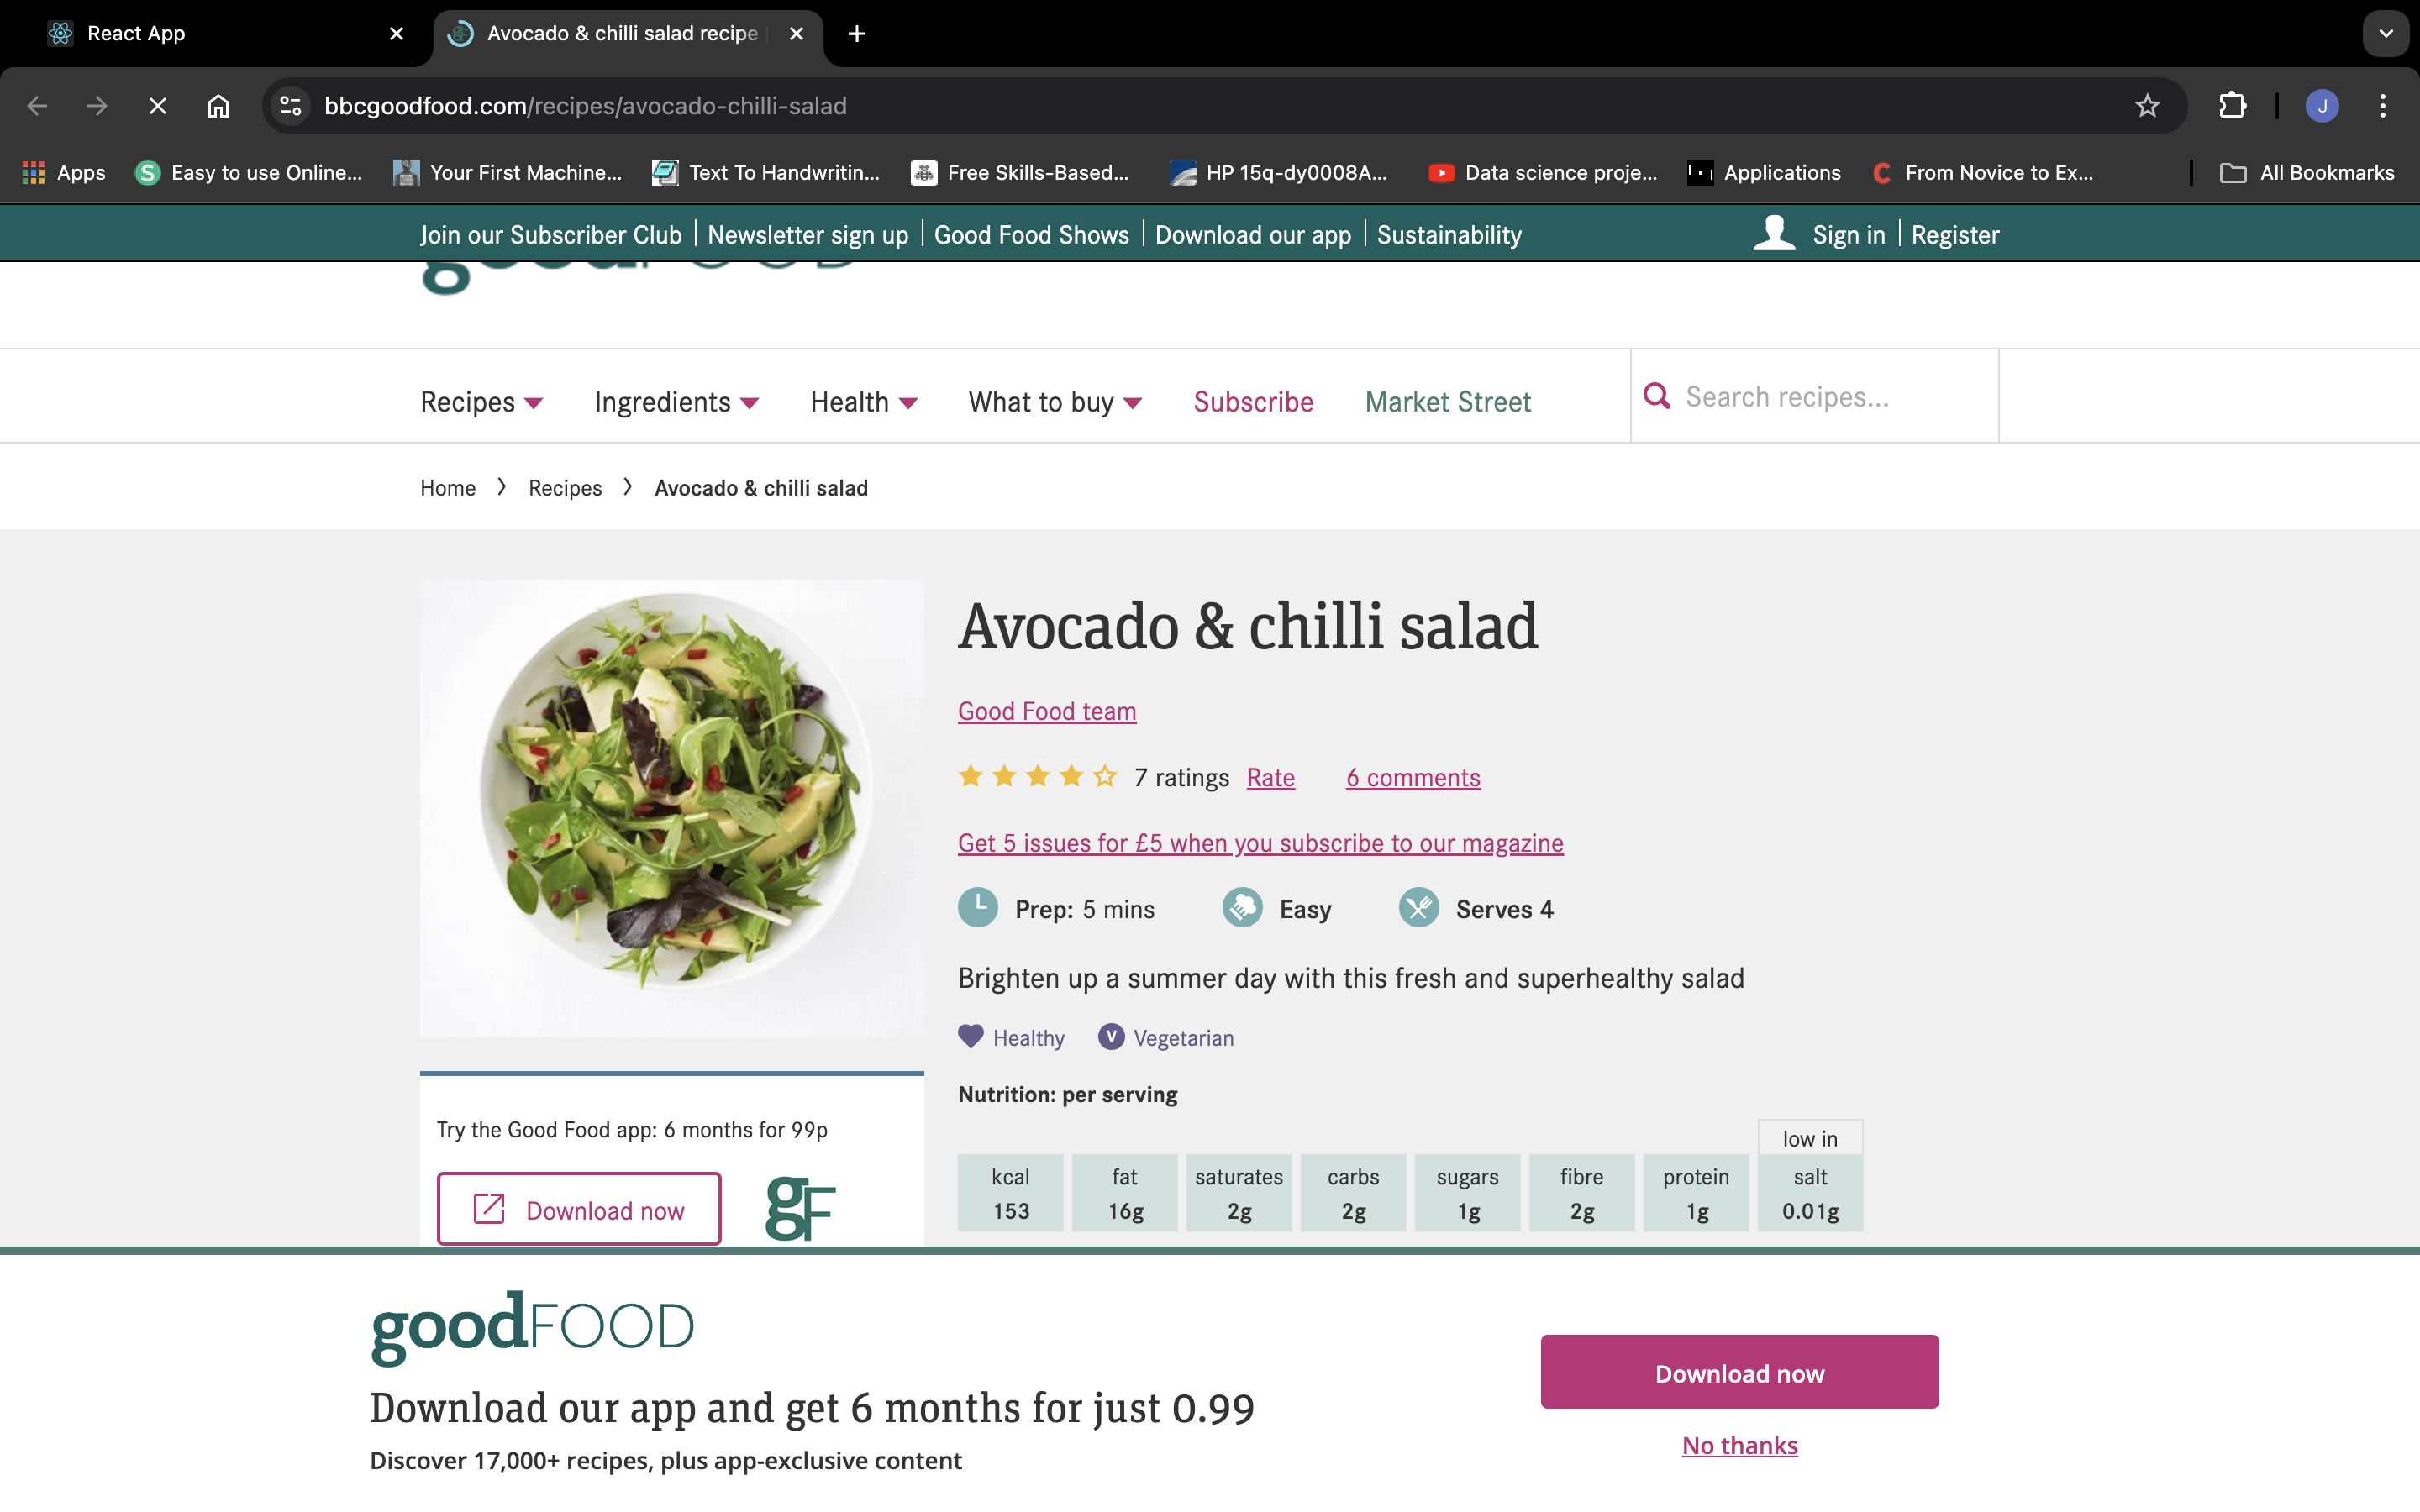 React App
Avocado & chilli salad recipe
bbcgoodfood.com/recipes/avocado-chilli-salad
J
Apps
Easy to use Online...
Your First Machine...
Text To Handwritin...
Free Skills-Based...
HP 15q-dy0008A...
Data science proje...
Applications
From Novice to Ex...
All Bookmarks
Join our Subscriber Club
Newsletter sign up
Good Food Shows
Download our app
Sustainability
Sign in
Register
Recipes
Ingredients
Health
What to buy
Subscribe
Market Street
Search recipes...
Home
Recipes
Avocado & chilli salad
Avocado & chilli salad
Good Food team
7 ratings
Rate
6 comments
Get 5 issues for £5 when you subscribe to our magazine
Prep: 5 mins
Easy
Serves 4
Brighten up a summer day with this fresh and superhealthy salad
Healthy
V
Vegetarian
Nutrition: per serving
low in
kcal fat saturates carbs sugars fibre protein salt
153 16g 2g 2g 1g 2g 1g 0.01g
Try the Good Food app: 6 months for 99p
Download now
gF
goodFOOD
Download our app and get 6 months for just 0.99
Discover 17,000+ recipes, plus app-exclusive content
Download now
No thanks